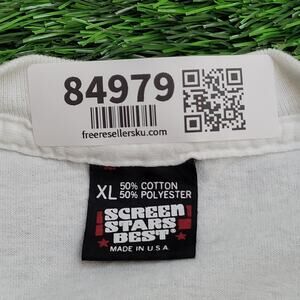 84979
freeresellersku.com
XL 50% COTTON
50% POLYESTER
SCREEN
STARS
BEST
MADE IN U.S.A.